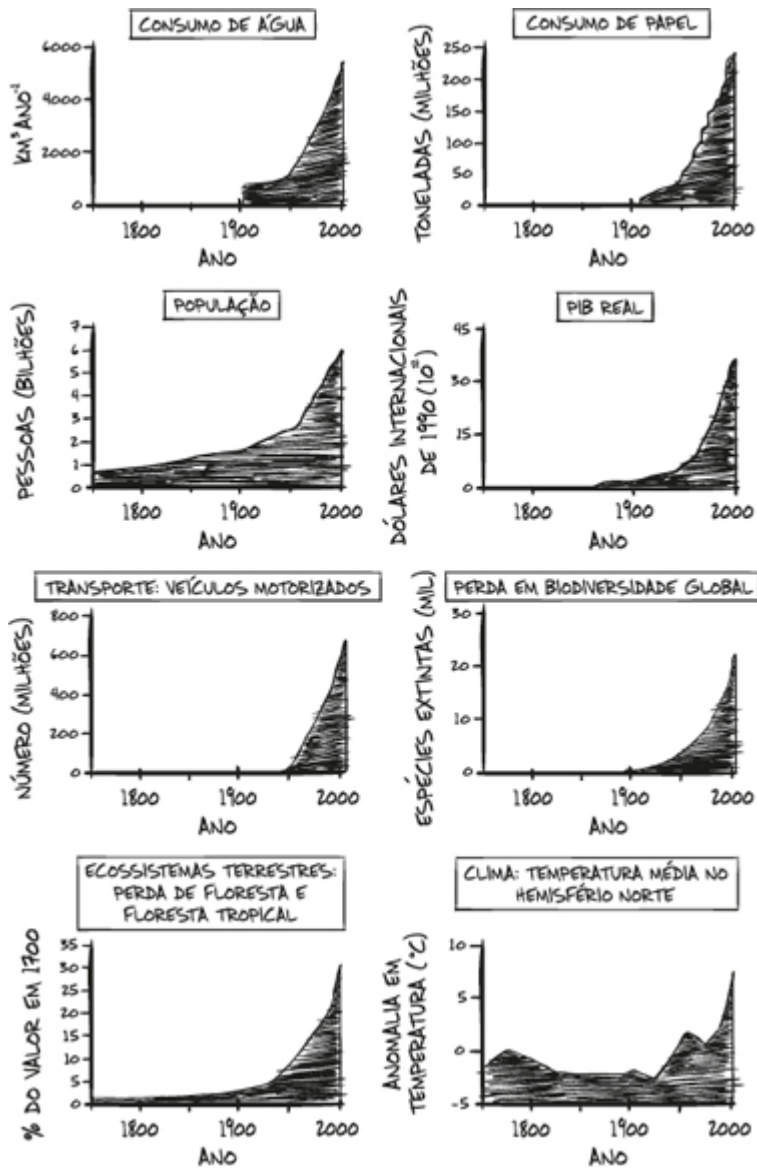 CONSUMO DE ÁGUA
KM³ ANO⁻¹
6000
4000
2000
0
1800 1900 2000
ANO
CONSUMO DE PAPEL
TONELADAS (MILHÕES)
250
200
150
100
50
0
1800 1900 2000
ANO
POPULAÇÃO
PESSOAS (BILHÕES)
7
6
5
4
3
2
1
0
1800 1900 2000
ANO
PIB REAL
DÓLARES INTERNACIONAIS
DE 1990 (10¹²)
45
30
15
0
1800 1900 2000
ANO
TRANSPORTE: VEÍCULOS MOTORIZADOS
NÚMERO (MILHÕES)
800
600
400
200
0
1800 1900 2000
ANO
PERDA EM BIODIVERSIDADE GLOBAL
ESPÉCIES EXTINTAS (MIL)
30
20
10
0
1800 1900 2000
ANO
ECOSSISTEMAS TERRESTRES:
PERDA DE FLORESTA E
FLORESTA TROPICAL
% DO VALOR EM 1700
35
30
25
20
15
10
5
0
1800 1900 2000
ANO
CLIMA: TEMPERATURA MÉDIA NO
HEMISFÉRIO NORTE
ANOMALIA EM
TEMPERATURA (°C)
10
5
0
-5
1800 1900 2000
ANO